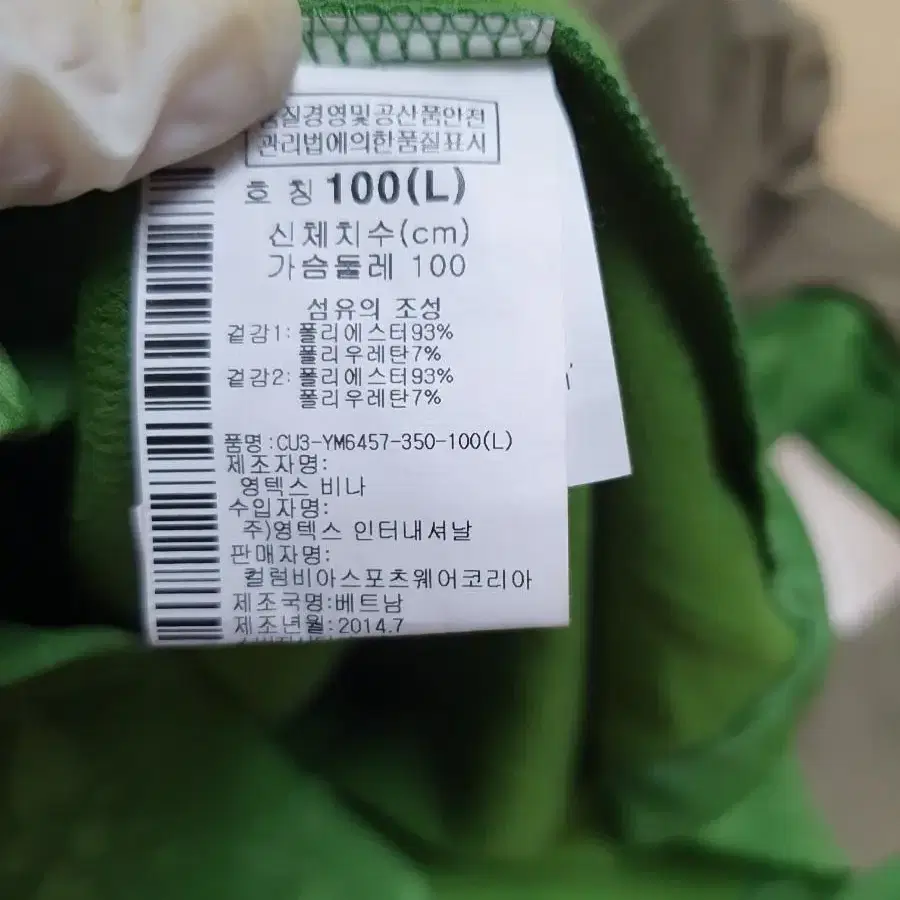 품질경영및공산품안전
관리법에의한품질표시
호 칭 100(L)
신체치수(cm)
가슴둘레 100
섬유의 조성
겉감1: 폴리에스터93%
폴리우레탄7%
겉감2: 폴리에스터93%
폴리우레탄7%
품명:CU3-YM6457-350-100(L)
제조자명:
영텍스 비나
수입자명:
주)영텍스 인터내셔날
판매자명:
컬럼비아스포츠웨어코리아
제조국명:베트남
제조년월:2014.7